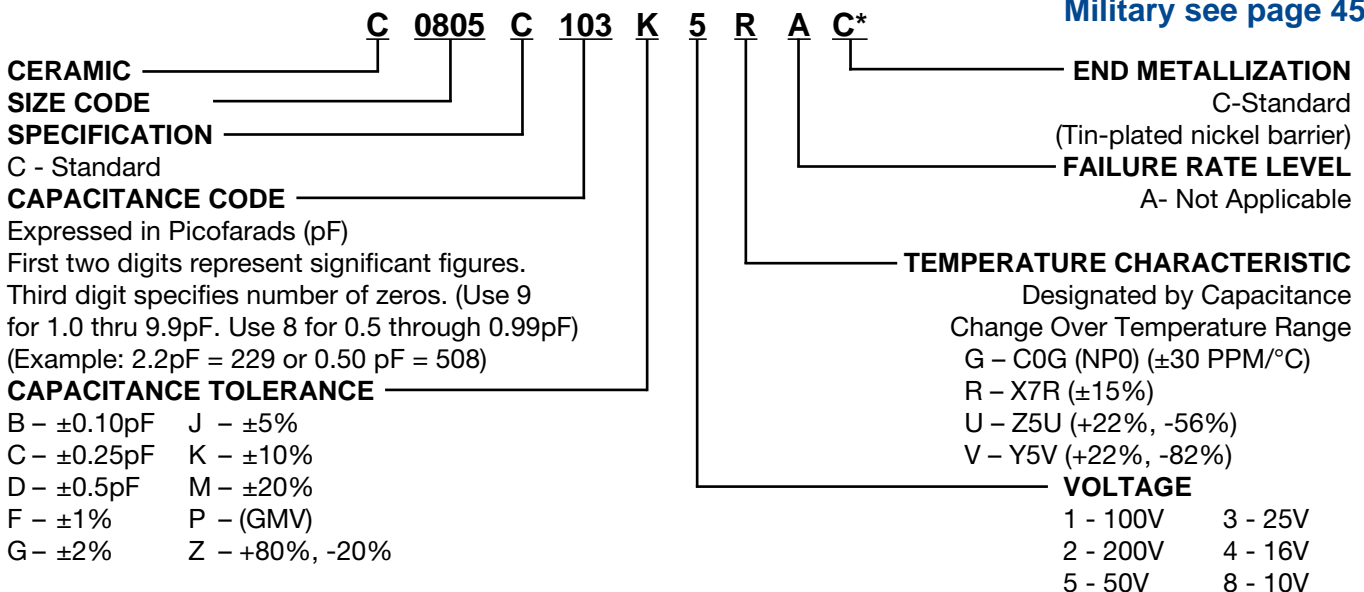 Military see page 45
C 0805 C 103 K 5 R A C*
CERAMIC
SIZE CODE
SPECIFICATION
C - Standard
CAPACITANCE CODE
Expressed in Picofarads (pF)
First two digits represent significant figures.
Third digit specifies number of zeros. (Use 9
for 1.0 thru 9.9pF. Use 8 for 0.5 through 0.99pF)
(Example: 2.2pF = 229 or 0.50 pF = 508)
CAPACITANCE TOLERANCE
B – ±0.10pF J – ±5%
C – ±0.25pF K – ±10%
D – ±0.5pF M – ±20%
F – ±1% P – (GMV)
G – ±2% Z – +80%, -20%
END METALLIZATION
C-Standard
(Tin-plated nickel barrier)
FAILURE RATE LEVEL
A- Not Applicable
TEMPERATURE CHARACTERISTIC
Designated by Capacitance
Change Over Temperature Range
G – C0G (NP0) (±30 PPM/°C)
R – X7R (±15%)
U – Z5U (+22%, -56%)
V – Y5V (+22%, -82%)
VOLTAGE
1 - 100V 3 - 25V
2 - 200V 4 - 16V
5 - 50V 8 - 10V